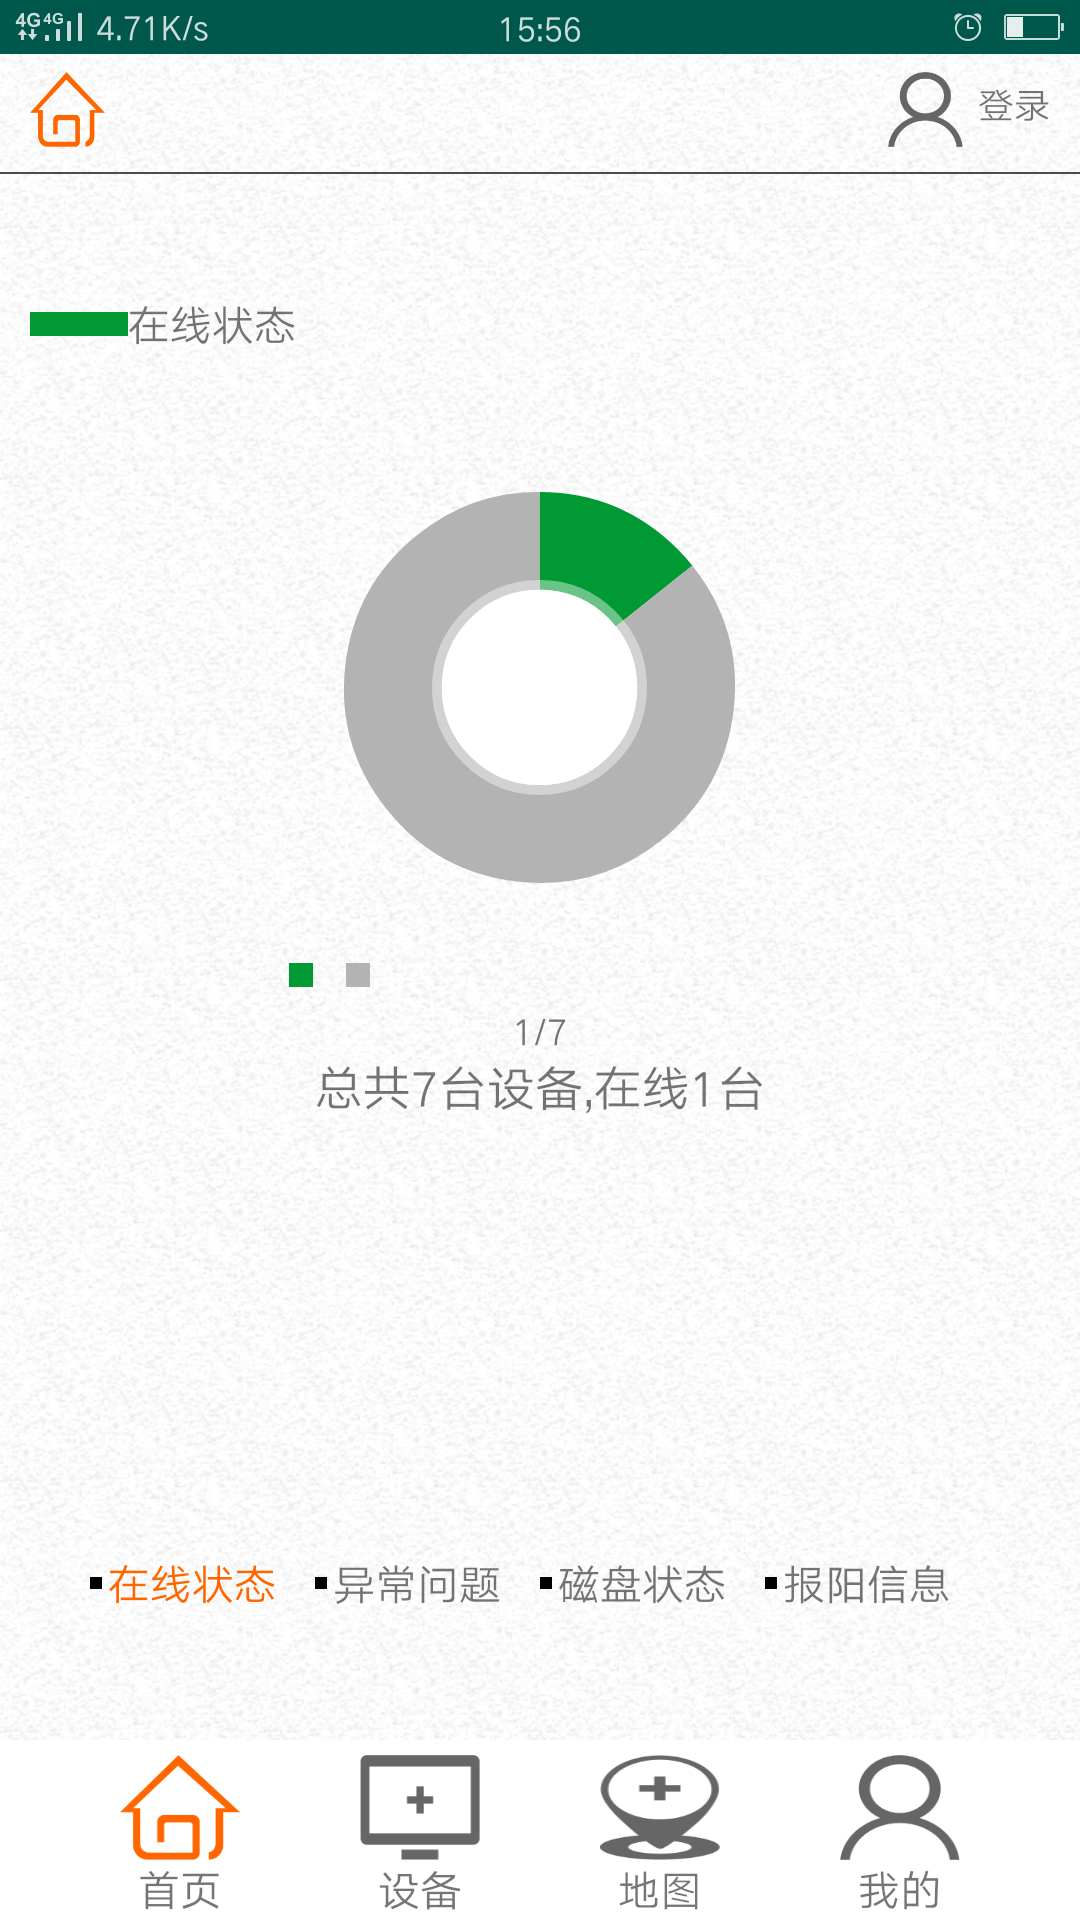 4G 4G 4.71K/s 15:56
登录
在线状态
1/7
总共7台设备,在线1台
在线状态 异常问题 磁盘状态 报阳信息
首页 设备 地图 我的